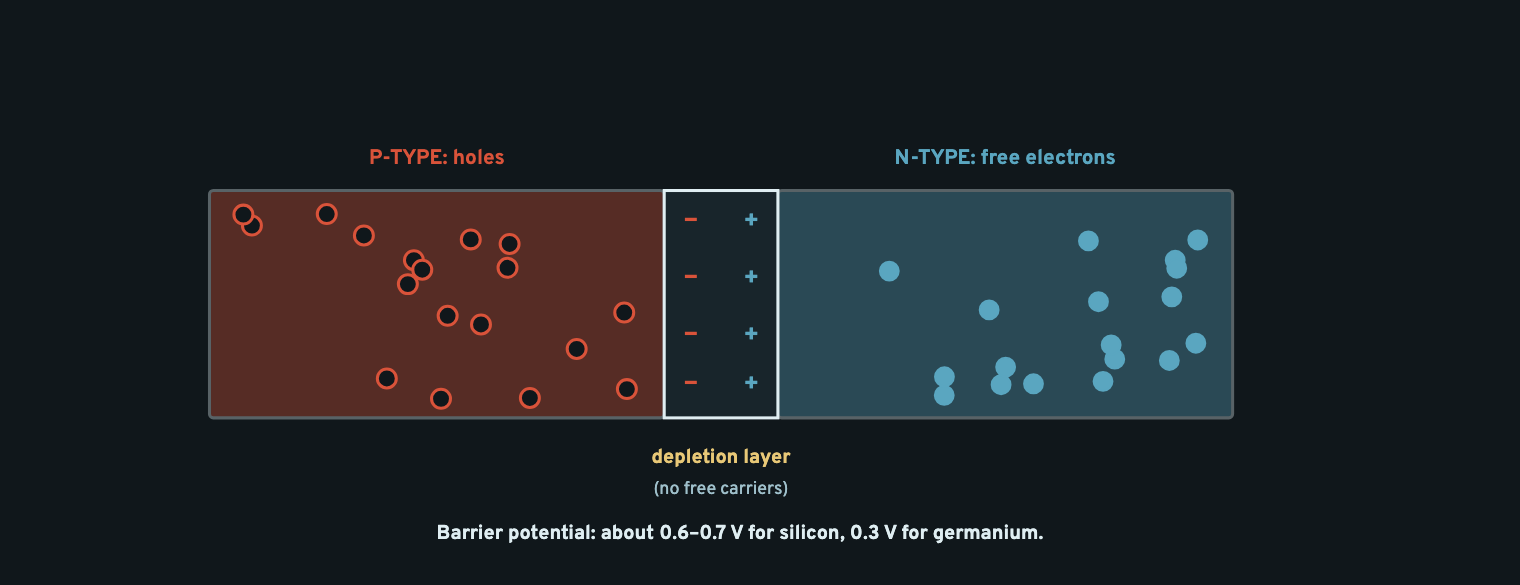 P-TYPE: holes
N-TYPE: free electrons
− +
− +
− +
− +
depletion layer
(no free carriers)
Barrier potential: about 0.6–0.7 V for silicon, 0.3 V for germanium.